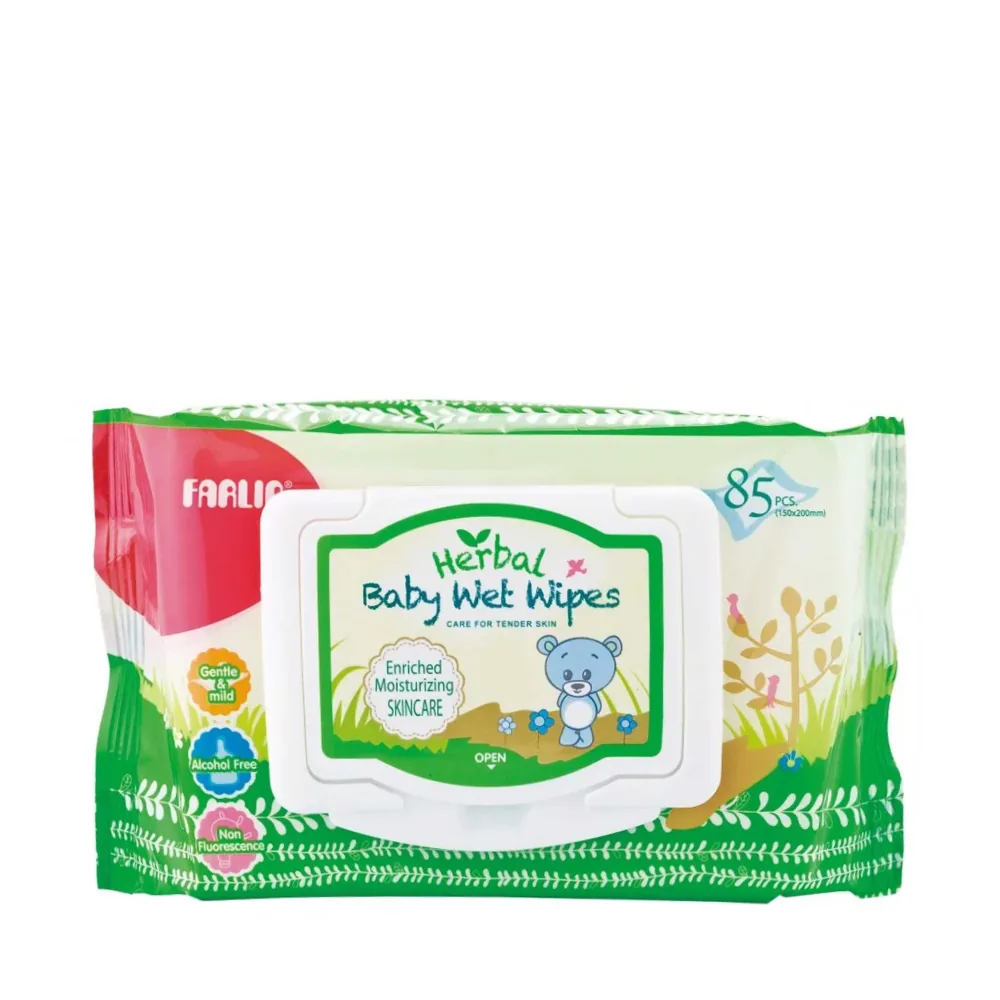 FARLIN®
85 PCS.
(150x200mm)
Herbal
Baby Wet Wipes
CARE FOR TENDER SKIN
Enriched
Moisturizing
SKINCARE
OPEN
Gentle
&
mild
Alcohol Free
Non
Fluorescence